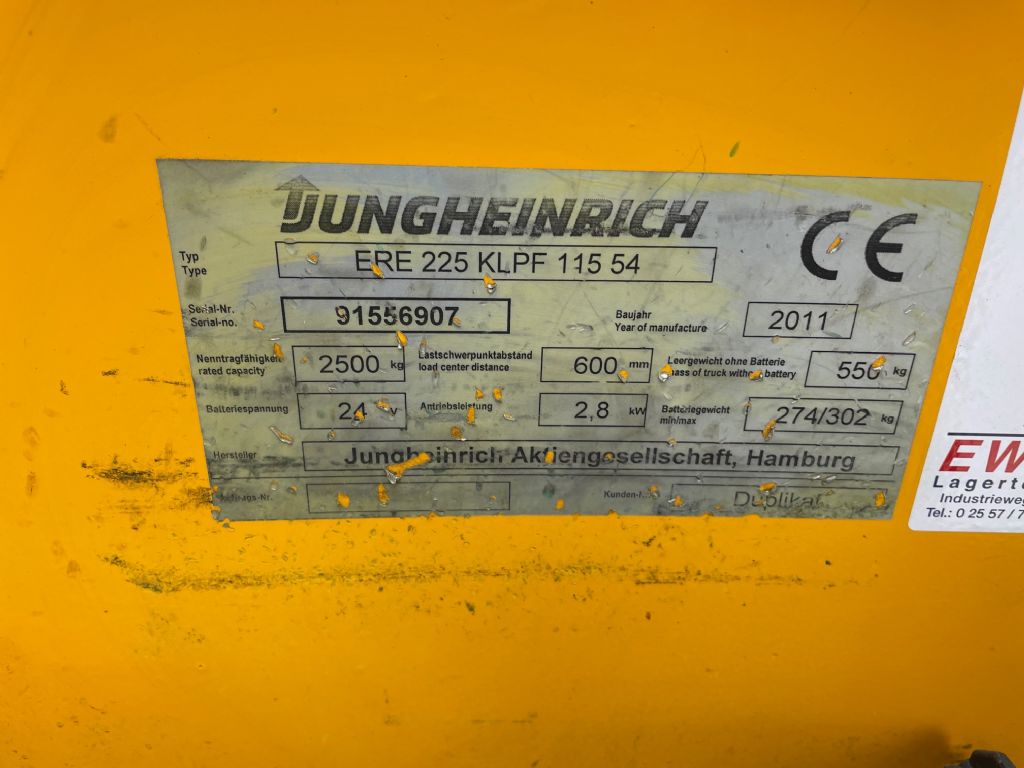 JUNGHEINRICH
CE
Typ
Type
ERE 225 KLPF 115 54
Serial-Nr.
Serial-no.
91556907
Baujahr
Year of manufacture
2011
Nenntragfähigkeit
rated capacity
2500 kg
Lastschwerpunktabstand
load center distance
600 mm
Leergewicht ohne Batterie
mass of truck without battery
kg
Batteriespannung
24 V
Antriebsleistung
2,8 kW
Batteriegewicht
min/max
274/302 kg
Hersteller
Jungheinrich Aktiengesellschaft, Hamburg
Kunden-Nr.
Duplikat
EW
Lagerte
Industriewe
Tel.: 0 25 57 / 7